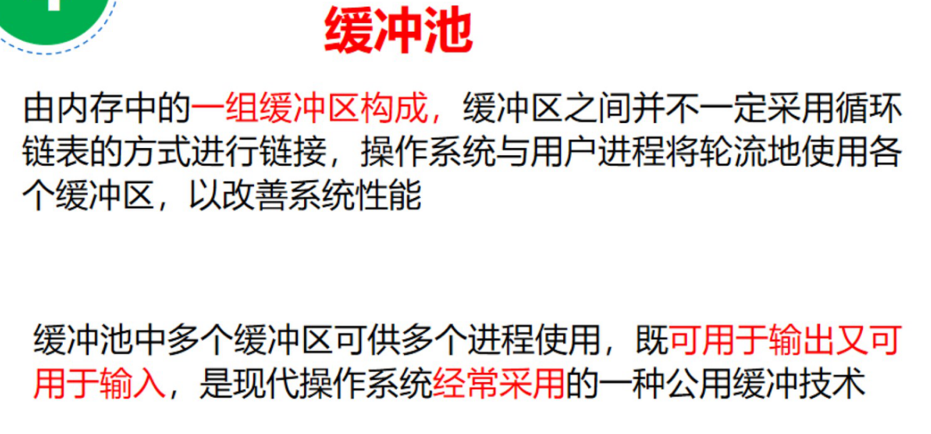 缓冲池
由内存中的一组缓冲区构成，缓冲区之间并不一定采用循环
链表的方式进行链接，操作系统与用户进程将轮流地使用各
个缓冲区，以改善系统性能
缓冲池中多个缓冲区可供多个进程使用，既可用于输出又可
用于输入，是现代操作系统经常采用的一种公用缓冲技术